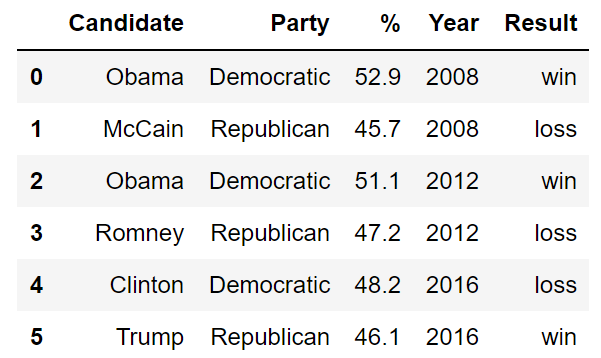 Candidate Party % Year Result
0 Obama Democratic 52.9 2008 win
1 McCain Republican 45.7 2008 loss
2 Obama Democratic 51.1 2012 win
3 Romney Republican 47.2 2012 loss
4 Clinton Democratic 48.2 2016 loss
5 Trump Republican 46.1 2016 win